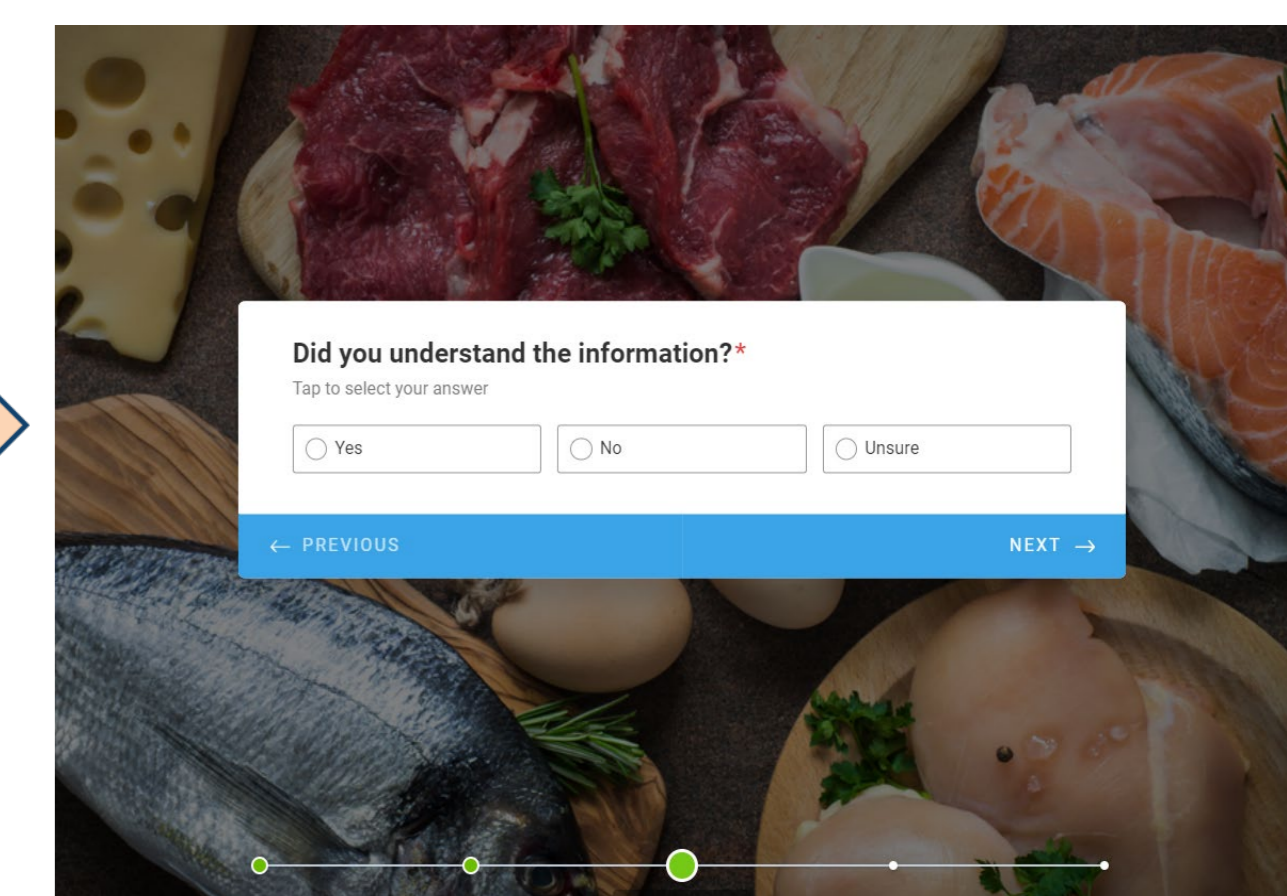 Did you understand the information?*
Tap to select your answer
Yes No Unsure
← PREVIOUS NEXT →